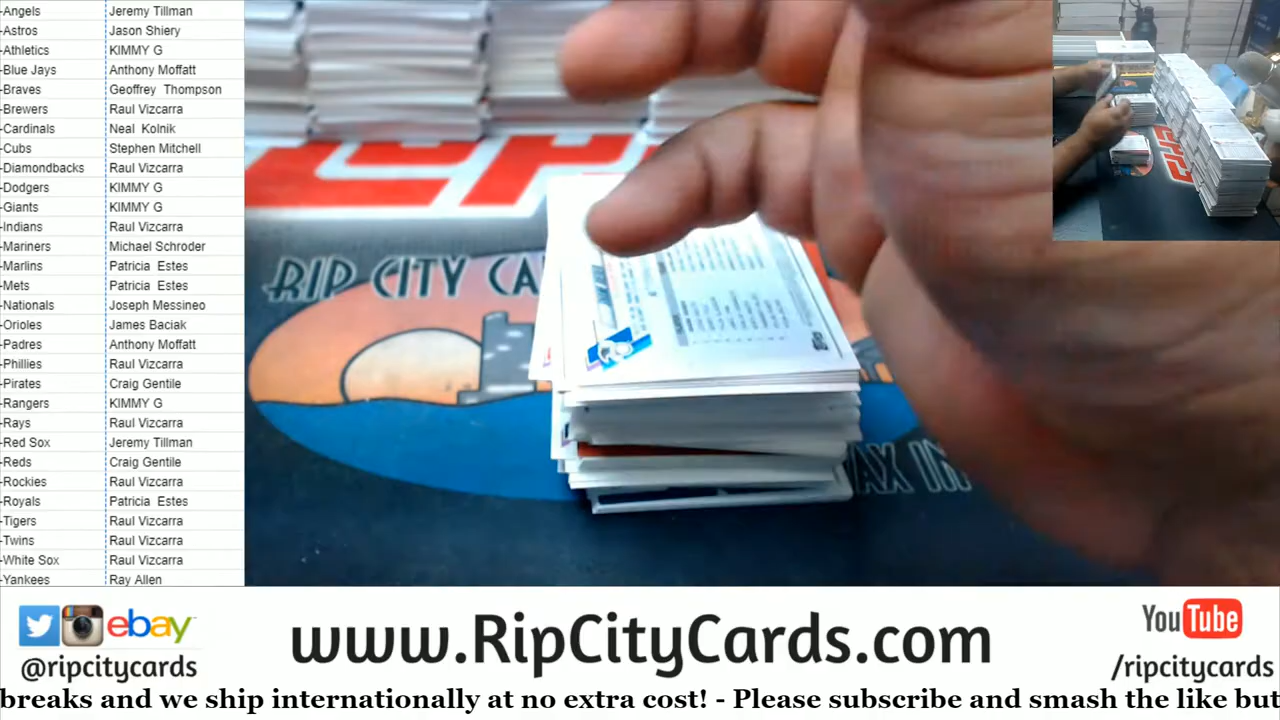 -Angels Jeremy Tillman
-Astros Jason Shiery
-Athletics KIMMY G
-Blue Jays Anthony Moffatt
-Braves Geoffrey Thompson
-Brewers Raul Vizcarra
-Cardinals Neal Kolnik
-Cubs Stephen Mitchell
-Diamondbacks Raul Vizcarra
-Dodgers KIMMY G
-Giants KIMMY G
-Indians Raul Vizcarra
-Mariners Michael Schroder
-Marlins Patricia Estes
-Mets Patricia Estes
-Nationals Joseph Messineo
-Orioles James Baciak
-Padres Anthony Moffatt
-Phillies Raul Vizcarra
-Pirates Craig Gentile
-Rangers KIMMY G
-Rays Raul Vizcarra
-Red Sox Jeremy Tillman
-Reds Craig Gentile
-Rockies Raul Vizcarra
-Royals Patricia Estes
-Tigers Raul Vizcarra
-Twins Raul Vizcarra
-White Sox Raul Vizcarra
-Yankees Ray Allen
RIP CITY CA
AX IN
ebay
@ripcitycards
www.RipCityCards.com
YouTube
/ripcitycards
breaks and we ship internationally at no extra cost! - Please subscribe and smash the like but